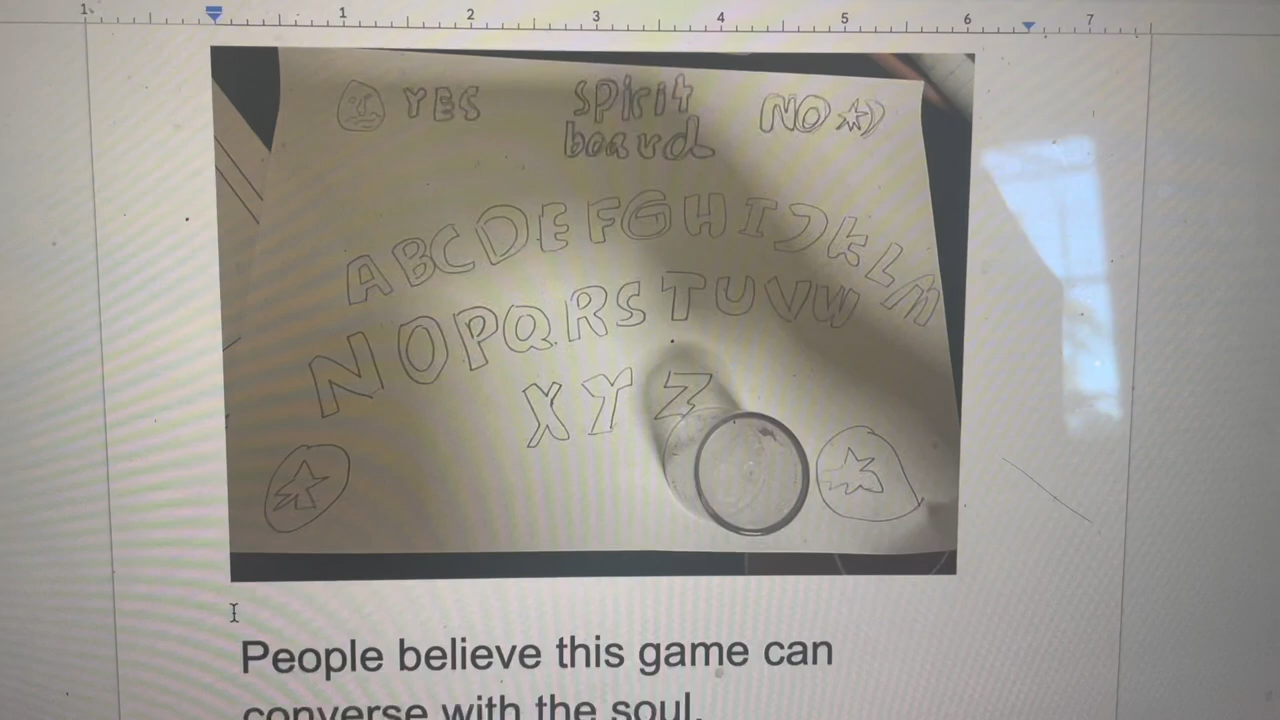 1 1 2 3 4 5 6 7
YES spirit NO
board
ABCDEFGHIJKLM
NOPQRSTUVW
XYZ
People believe this game can
converse with the soul.